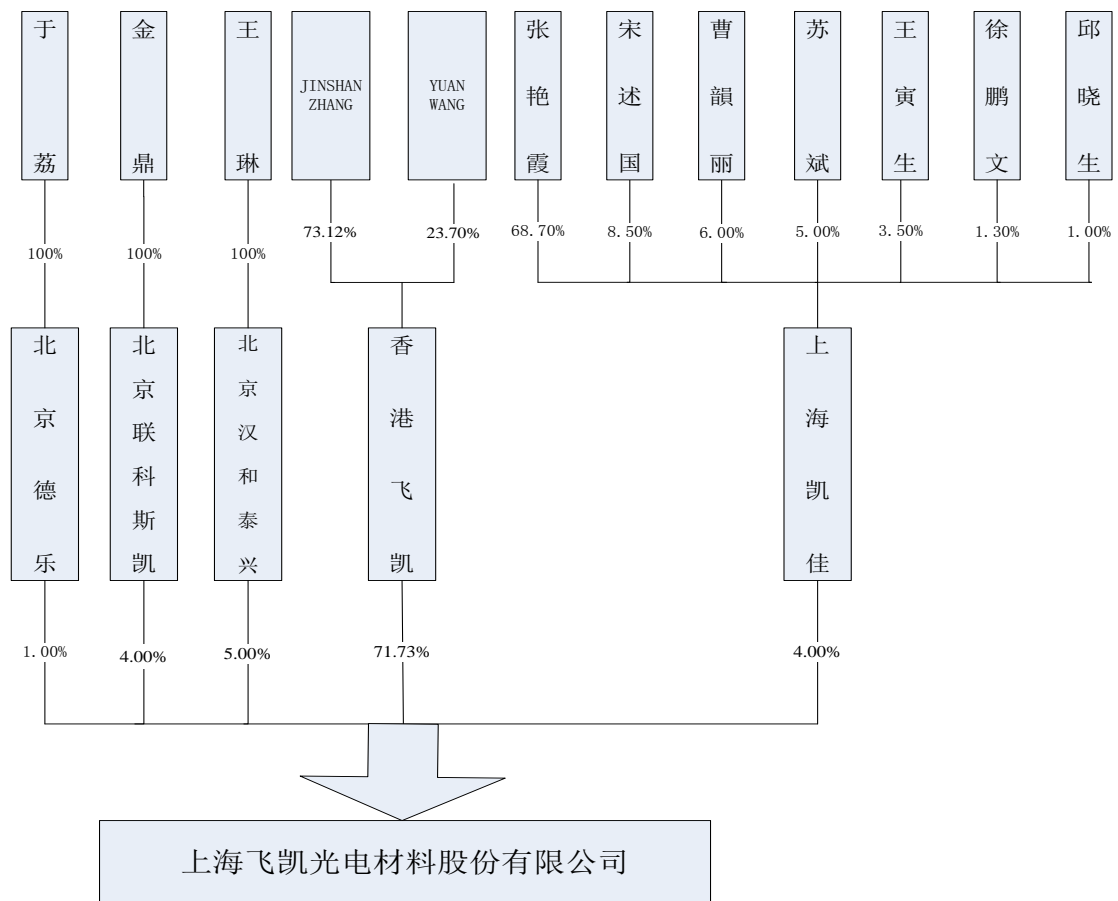 于荔
金鼎
王琳
JINSHAN
ZHANG
YUAN
WANG
张艳霞
宋述国
曹韻丽
苏斌
王寅生
徐鹏文
邱晓生
73.12%
23.70%
68.70%
8.50%
6.00%
5.00%
3.50%
1.30%
1.00%
100%
100%
100%
北京德乐
北京联科斯凯
北京汉和泰兴
香港飞凯
上海凯佳
1.00%
4.00%
5.00%
71.73%
4.00%
上海飞凯光电材料股份有限公司